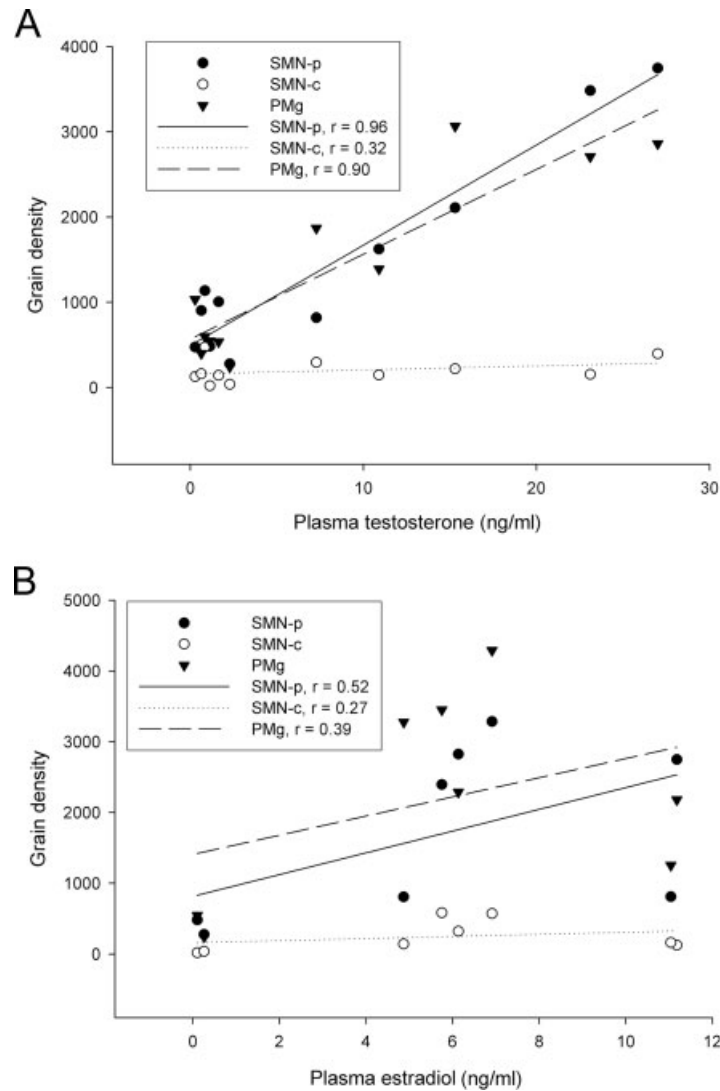 A
SMN-p
SMN-c
PMg
SMN-p, r = 0.96
SMN-c, r = 0.32
PMg, r = 0.90
4000
3000
2000
1000
0
Grain density
0 10 20 30
Plasma testosterone (ng/ml)
B
SMN-p
SMN-c
PMg
SMN-p, r = 0.52
SMN-c, r = 0.27
PMg, r = 0.39
5000
4000
3000
2000
1000
0
Grain density
0 2 4 6 8 10 12
Plasma estradiol (ng/ml)